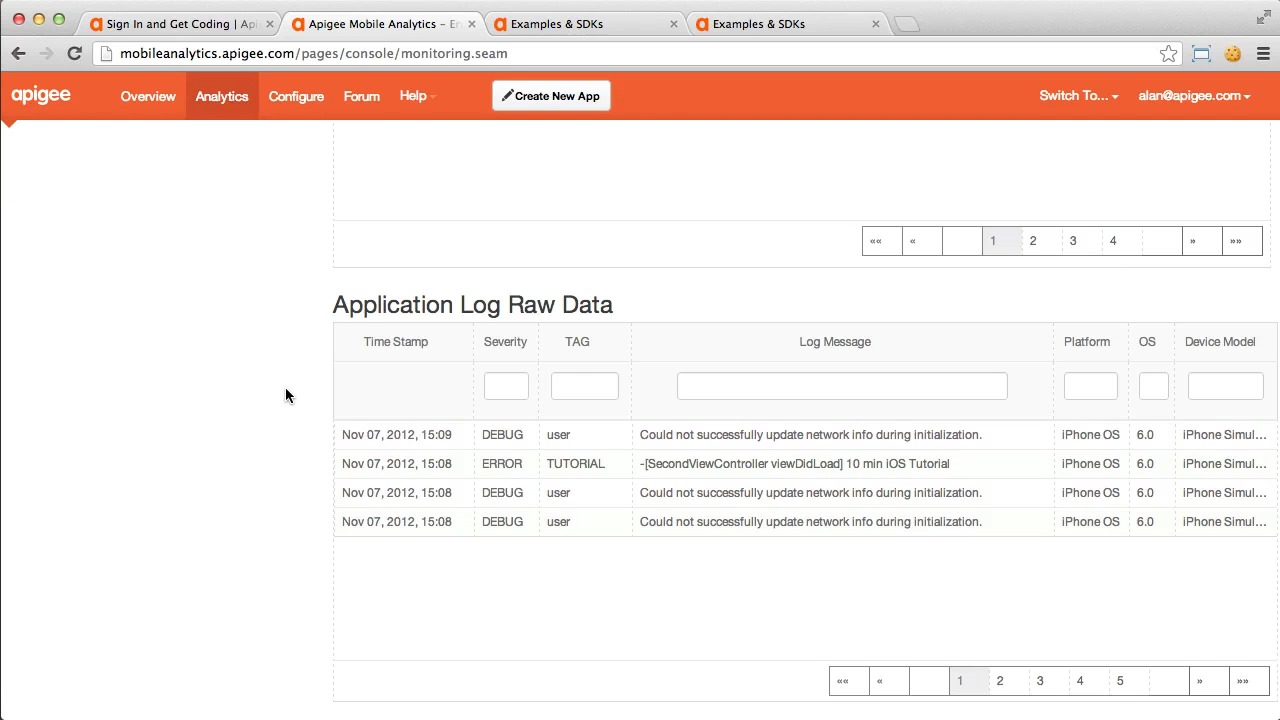 Sign In and Get Coding | Api
Apigee Mobile Analytics – En
Examples & SDKs
Examples & SDKs
mobileanalytics.apigee.com/pages/console/monitoring.seam
apigee Overview Analytics Configure Forum Help Create New App Switch To... alan@apigee.com
«« « 1 2 3 4 » »»
Application Log Raw Data
Time Stamp Severity TAG Log Message Platform OS Device Model
Nov 07, 2012, 15:09 DEBUG user Could not successfully update network info during initialization. iPhone OS 6.0 iPhone Simul...
Nov 07, 2012, 15:08 ERROR TUTORIAL -[SecondViewController viewDidLoad] 10 min iOS Tutorial iPhone OS 6.0 iPhone Simul...
Nov 07, 2012, 15:08 DEBUG user Could not successfully update network info during initialization. iPhone OS 6.0 iPhone Simul...
Nov 07, 2012, 15:08 DEBUG user Could not successfully update network info during initialization. iPhone OS 6.0 iPhone Simul...
«« « 1 2 3 4 5 » »»